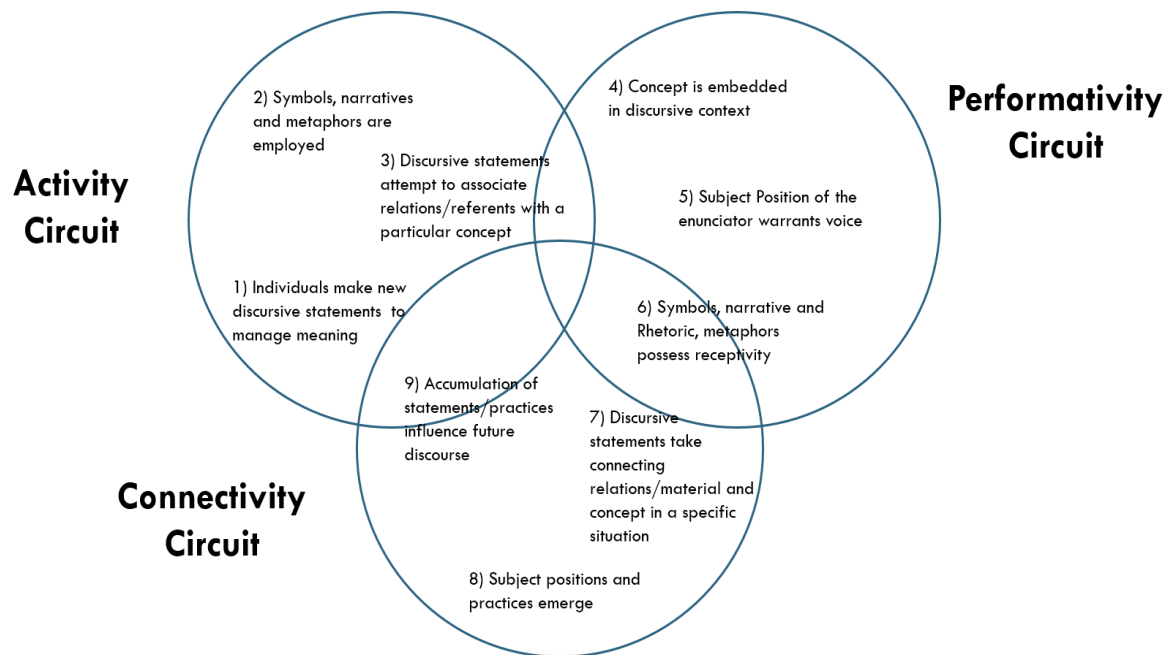 Activity
Circuit
Performativity
Circuit
Connectivity
Circuit
1) Individuals make new
discursive statements to
manage meaning
2) Symbols, narratives
and metaphors are
employed
3) Discursive statements
attempt to associate
relations/referents with a
particular concept
4) Concept is embedded
in discursive context
5) Subject Position of the
enunciator warrants voice
6) Symbols, narrative and
Rhetoric, metaphors
possess receptivity
7) Discursive
statements take
connecting
relations/material and
concept in a specific
situation
8) Subject positions and
practices emerge
9) Accumulation of
statements/practices
influence future
discourse